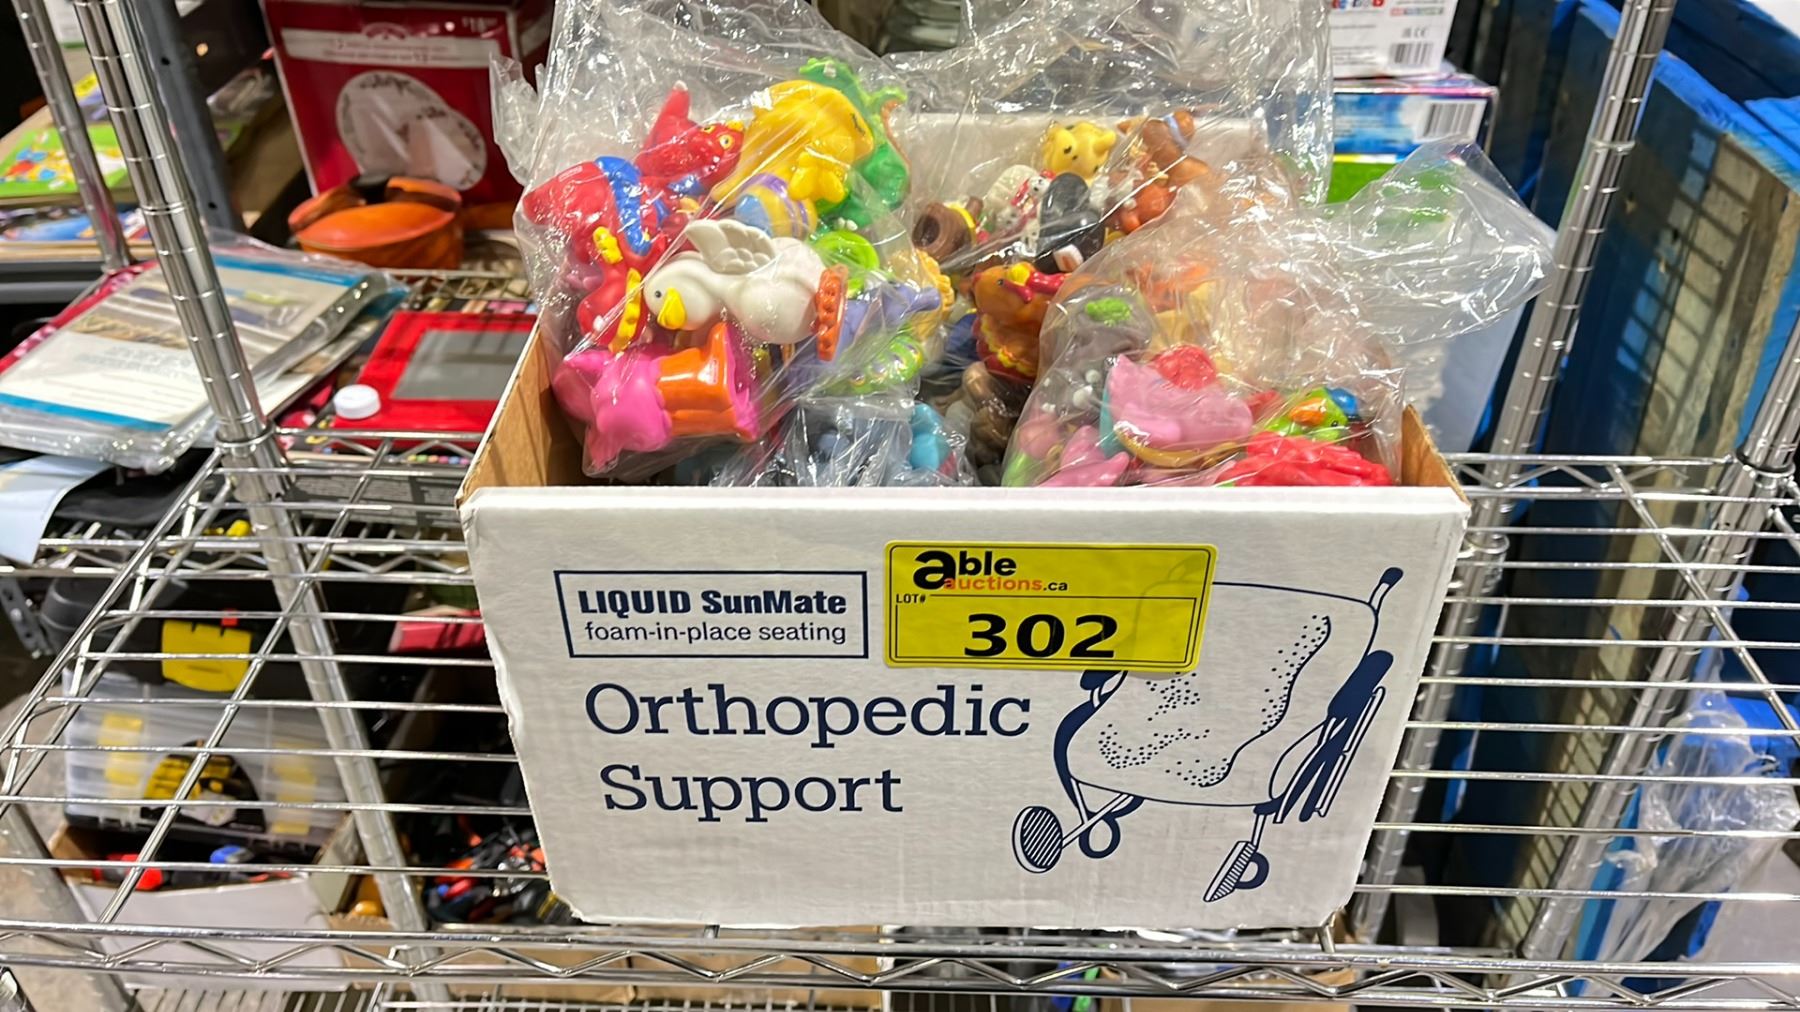 able
auctions.ca
LOT#
302
LIQUID SunMate
foam-in-place seating
Orthopedic
Support